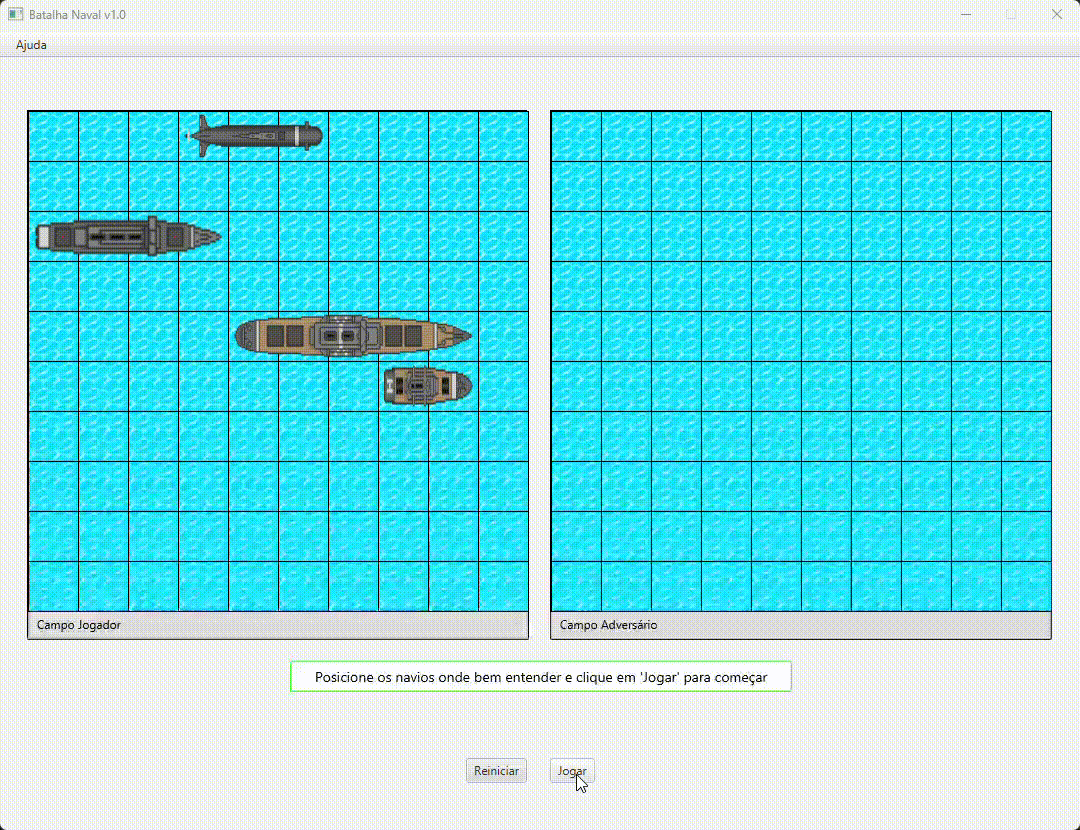 Batalha Naval v1.0
Ajuda
Campo Jogador
Campo Adversário
Posicione os navios onde bem entender e clique em 'Jogar' para começar
Reiniciar
Jogar